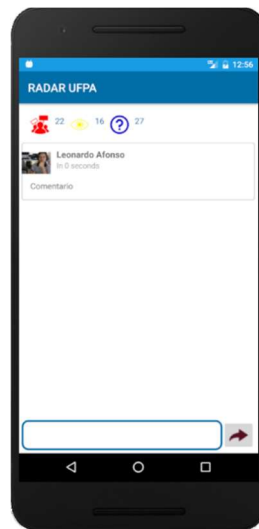 12:56
RADAR UFPA
22 16 ? 27
Leonardo Afonso
In 0 seconds
Comentario